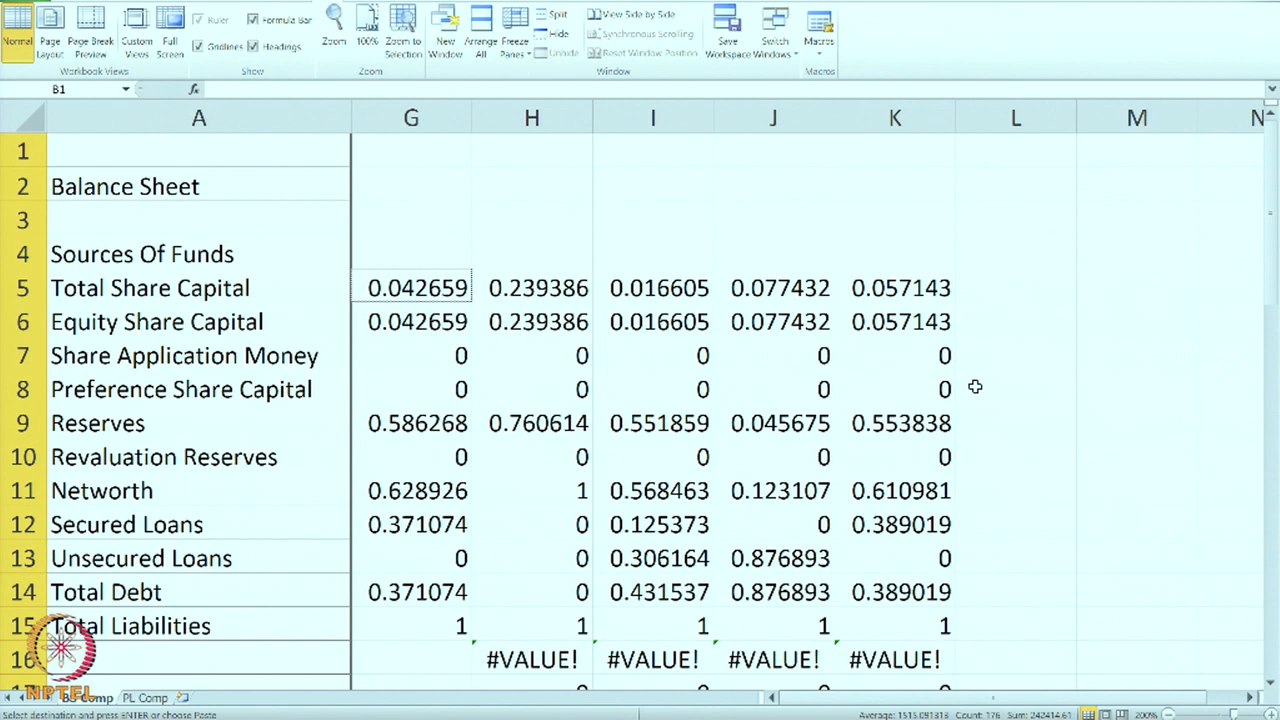 Normal Page Layout Page Break Preview Custom Views Full Screen
Ruler Formula Bar
Gridlines Headings
Zoom 100% Zoom to Selection
New Window Arrange All Freeze Panes
Split
Hide
Unhide
View Side by Side
Synchronous Scrolling
Reset Window Position
Save Workspace Switch Windows Macros
Workbook Views Show Zoom Window Macros
B1 fx
A G H I J K L M N
1
2 Balance Sheet
3
4 Sources Of Funds
5 Total Share Capital 0.042659 0.239386 0.016605 0.077432 0.057143
6 Equity Share Capital 0.042659 0.239386 0.016605 0.077432 0.057143
7 Share Application Money 0 0 0 0 0
8 Preference Share Capital 0 0 0 0 0
9 Reserves 0.586268 0.760614 0.551859 0.045675 0.553838
10 Revaluation Reserves 0 0 0 0 0
11 Networth 0.628926 1 0.568463 0.123107 0.610981
12 Secured Loans 0.371074 0 0.125373 0 0.389019
13 Unsecured Loans 0 0 0.306164 0.876893 0
14 Total Debt 0.371074 0 0.431537 0.876893 0.389019
15 Total Liabilities 1 1 1 1 1
16 #VALUE! #VALUE! #VALUE! #VALUE!
NPTEL
Comp PL Comp
Select destination and press ENTER or choose Paste Average: 1515.091313 Count: 176 Sum: 242414.61 200%